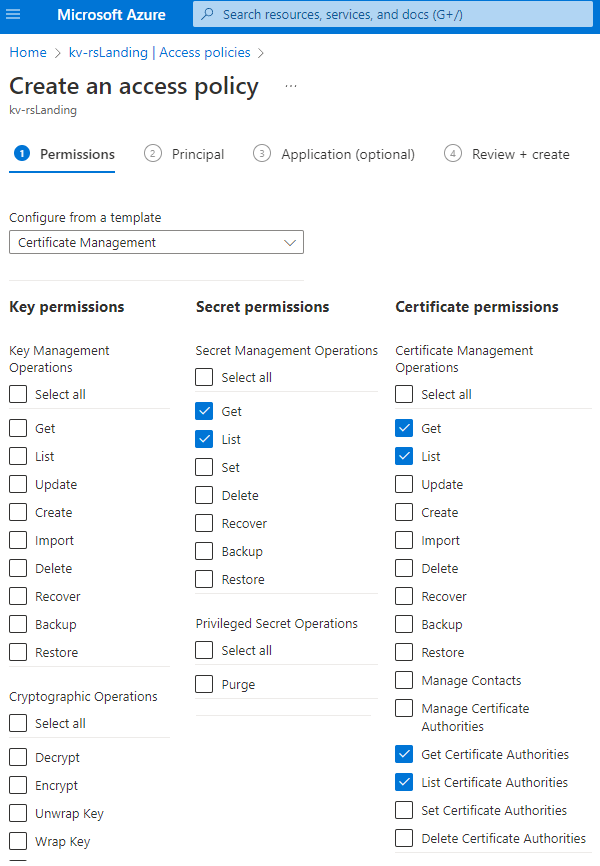 Microsoft Azure
Search resources, services, and docs (G+/)
Home > kv-rsLanding | Access policies >
Create an access policy ...
kv-rsLanding
1 Permissions
2 Principal
3 Application (optional)
4 Review + create
Configure from a template
Certificate Management
Key permissions
Key Management
Operations
Select all
Get
List
Update
Create
Import
Delete
Recover
Backup
Restore
Cryptographic Operations
Select all
Decrypt
Encrypt
Unwrap Key
Wrap Key
Secret permissions
Secret Management Operations
Select all
Get
List
Set
Delete
Recover
Backup
Restore
Privileged Secret Operations
Select all
Purge
Certificate permissions
Certificate Management
Operations
Select all
Get
List
Update
Create
Import
Delete
Recover
Backup
Restore
Manage Contacts
Manage Certificate
Authorities
Get Certificate Authorities
List Certificate Authorities
Set Certificate Authorities
Delete Certificate Authorities